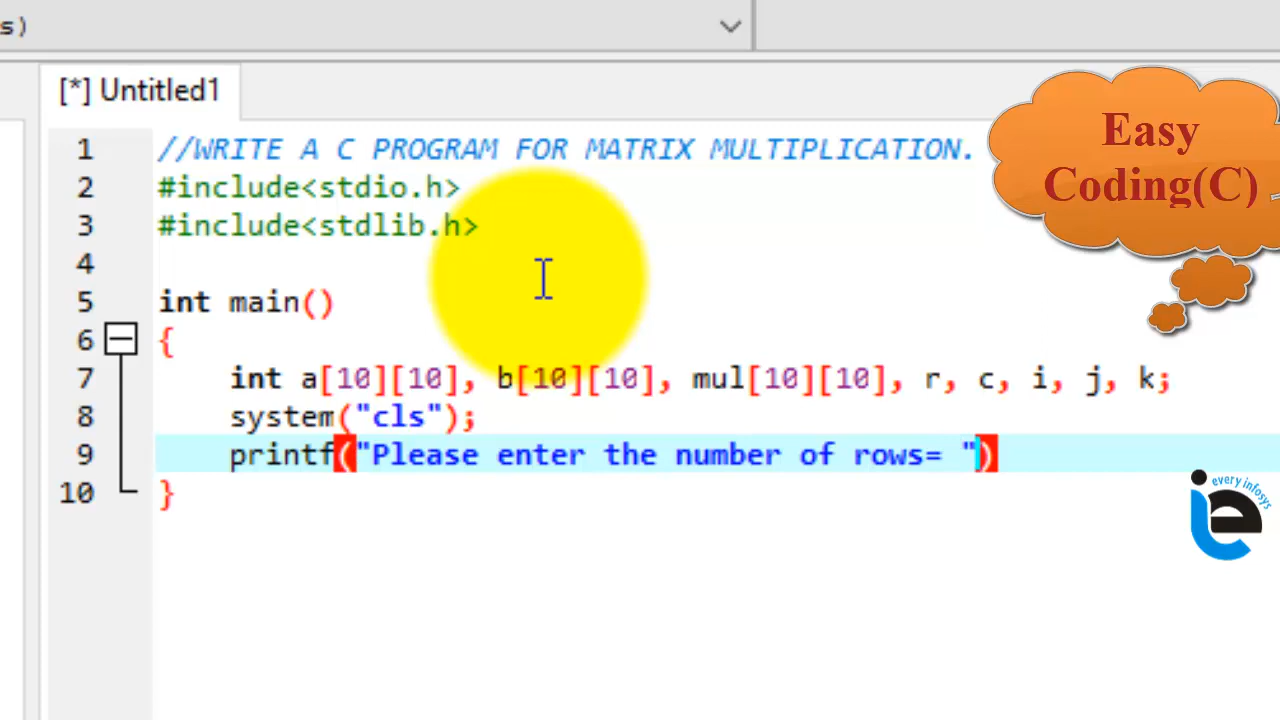 s)
[*] Untitled1
1 //WRITE A C PROGRAM FOR MATRIX MULTIPLICATION.
2 #include<stdio.h>
3 #include<stdlib.h>
4
5 int main()
6 {
7 int a[10][10], b[10][10], mul[10][10], r, c, i, j, k;
8 system("cls");
9 printf("Please enter the number of rows= ")
10 }
Easy
Coding(C)
every infosys
ie